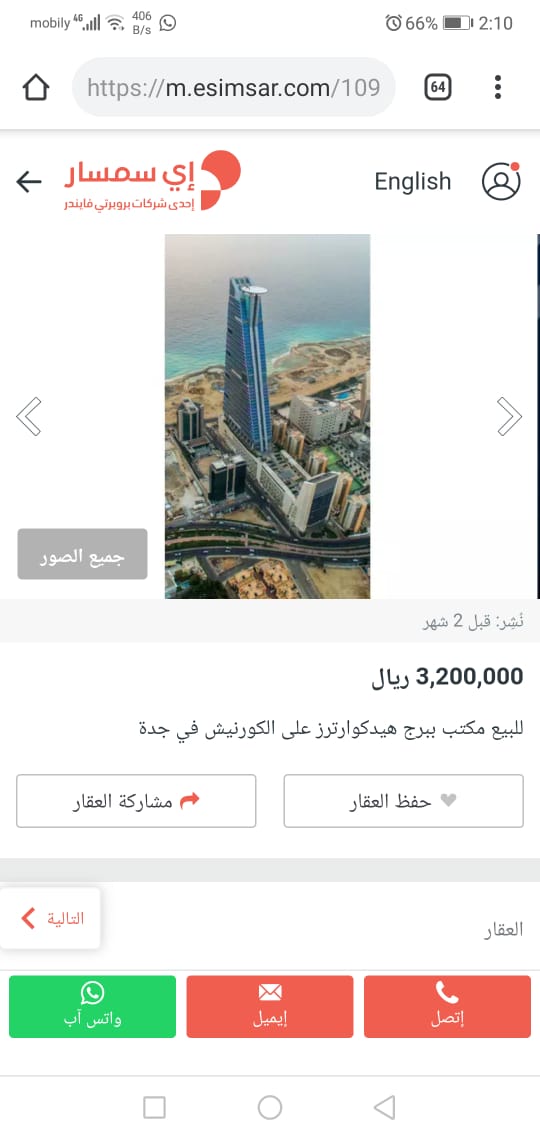 mobily 4G 406 B/s 66% 2:10
https://m.esimsar.com/109 64
إي سمسار
إحدى شركات بروبرتي فايندر
English
جميع الصور
نُشِر: قبل 2 شهر
3,200,000 ريال
للبيع مكتب ببرج هيدكوارترز على الكورنيش في جدة
حفظ العقار
مشاركة العقار
التالية
العقار
إتصل
إيميل
واتس آب